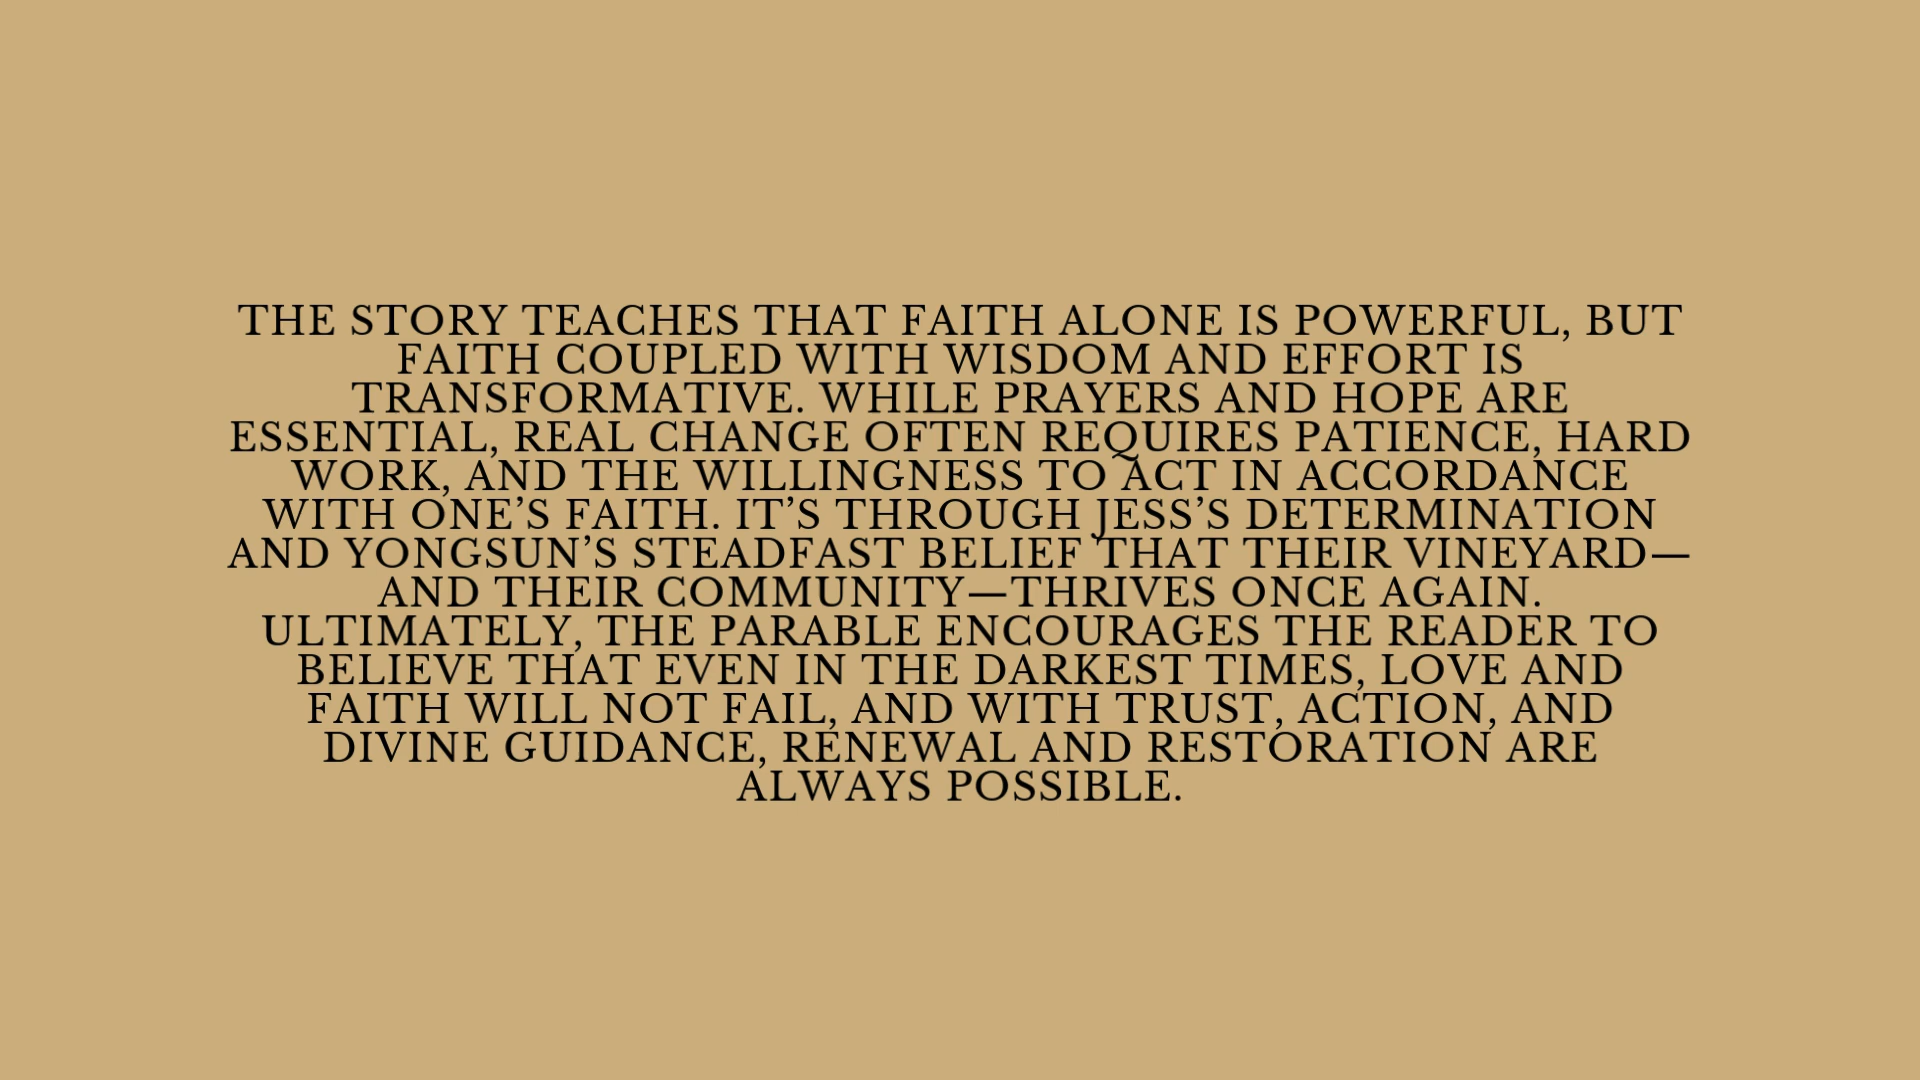 THE STORY TEACHES THAT FAITH ALONE IS POWERFUL, BUT
FAITH COUPLED WITH WISDOM AND EFFORT IS
TRANSFORMATIVE. WHILE PRAYERS AND HOPE ARE
ESSENTIAL, REAL CHANGE OFTEN REQUIRES PATIENCE, HARD
WORK, AND THE WILLINGNESS TO ACT IN ACCORDANCE
WITH ONE’S FAITH. IT’S THROUGH JESS’S DETERMINATION
AND YONGSUN’S STEADFAST BELIEF THAT THEIR VINEYARD—
AND THEIR COMMUNITY—THRIVES ONCE AGAIN.
ULTIMATELY, THE PARABLE ENCOURAGES THE READER TO
BELIEVE THAT EVEN IN THE DARKEST TIMES, LOVE AND
FAITH WILL NOT FAIL, AND WITH TRUST, ACTION, AND
DIVINE GUIDANCE, RENEWAL AND RESTORATION ARE
ALWAYS POSSIBLE.